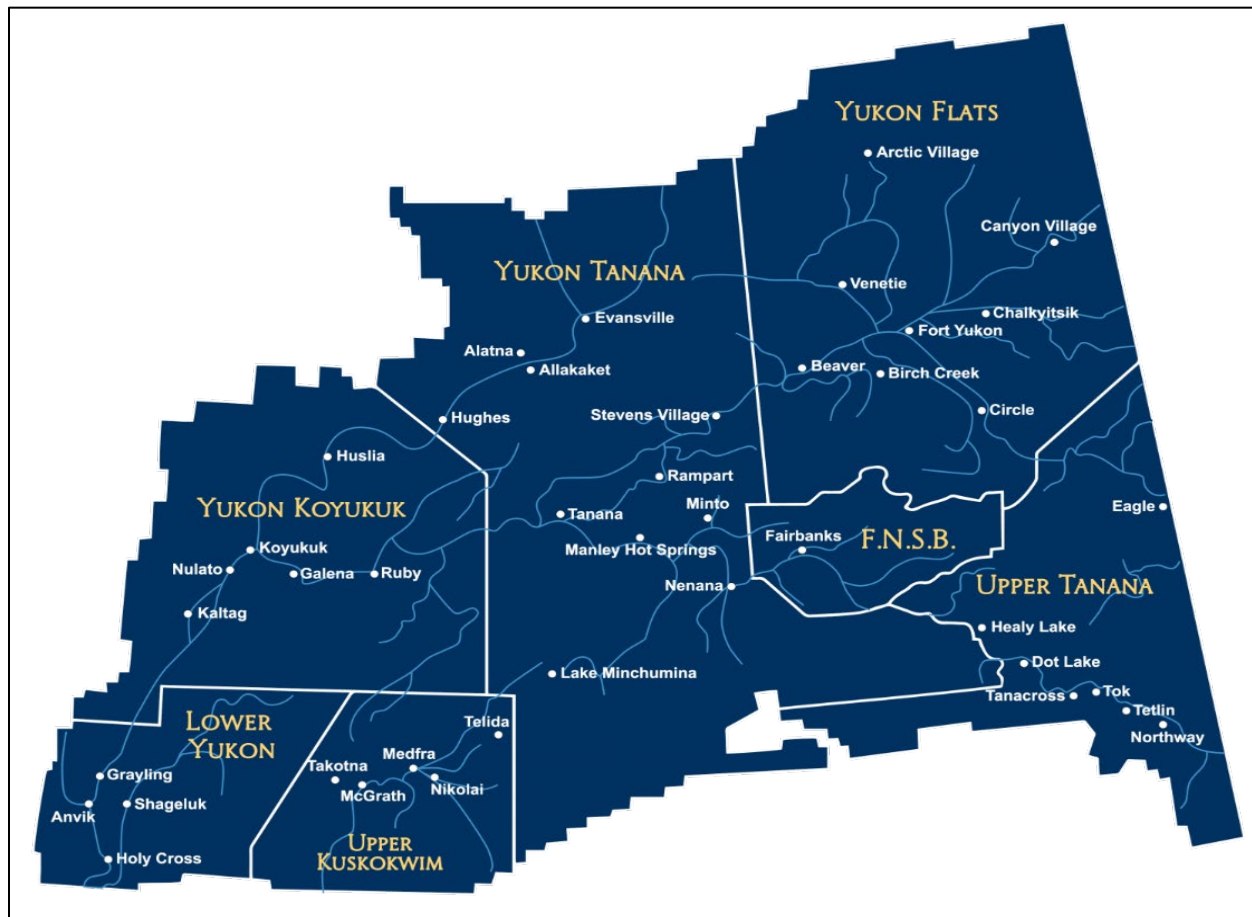 YUKON FLATS
Arctic Village
Canyon Village
YUKON TANANA
Venetie
Evansville
Chalkyitsik
Fort Yukon
Alatna
Allakaket
Beaver
Birch Creek
Circle
Stevens Village
Hughes
Huslia
Rampart
YUKON KOYUKUK
Minto
Eagle
Tanana
Fairbanks
F.N.S.B.
Manley Hot Springs
Koyukuk
Nulato
Galena
Ruby
Nenana
UPPER TANANA
Kaltag
Healy Lake
Dot Lake
Lake Minchumina
Tanacross
Tok
Tetlin
Northway
LOWER
YUKON
Telida
Medfra
Takotna
Grayling
McGrath
Nikolai
Anvik
Shageluk
UPPER
KUSKOKWIM
Holy Cross